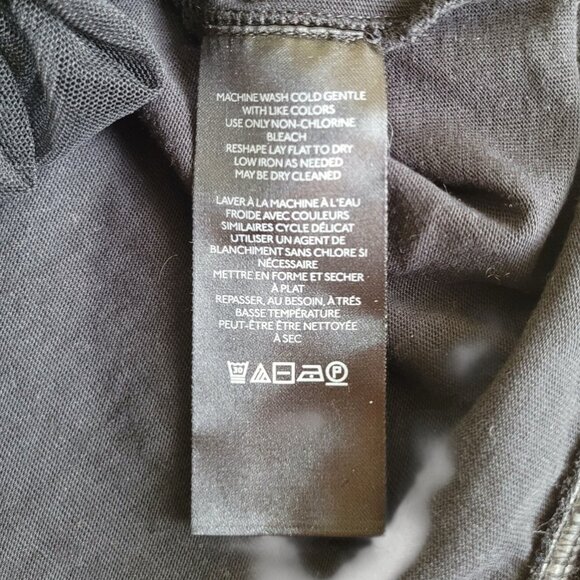 MACHINE WASH COLD GENTLE
WITH LIKE COLORS
USE ONLY NON-CHLORINE
BLEACH
RESHAPE LAY FLAT TO DRY
LOW IRON AS NEEDED
MAY BE DRY CLEANED
LAVER À LA MACHINE À L'EAU
FROIDE AVEC COULEURS
SIMILAIRES CYCLE DÉLICAT
UTILISER UN AGENT DE
BLANCHIMENT SANS CHLORE SI
NÉCESSAIRE
METTRE EN FORME ET SECHER
À PLAT
REPASSER, AU BESOIN, À TRÉS
BASSE TEMPÉRATURE
PEUT-ÊTRE ÊTRE NETTOYÉE
À SEC
30 P